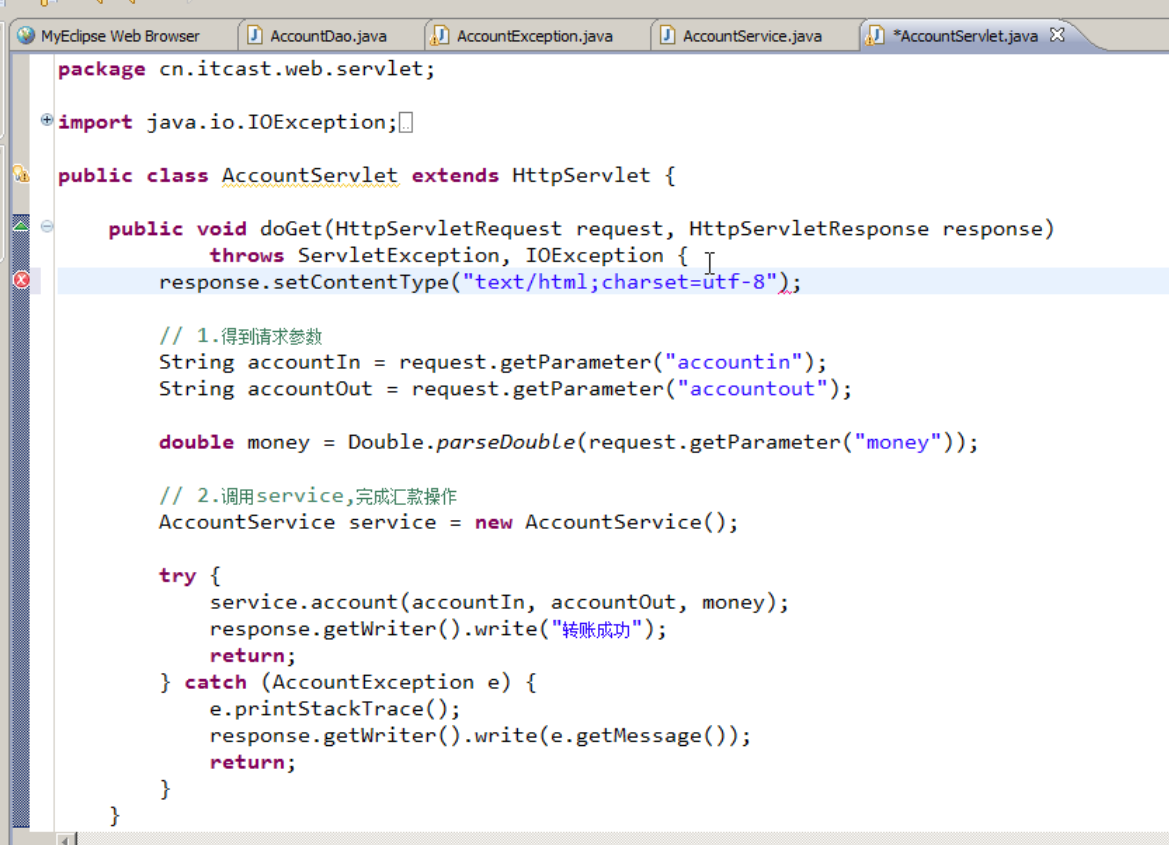 MyEclipse Web Browser
AccountDao.java
AccountException.java
AccountService.java
*AccountServlet.java
package cn.itcast.web.servlet;
import java.io.IOException;
public class AccountServlet extends HttpServlet {
public void doGet(HttpServletRequest request, HttpServletResponse response)
throws ServletException, IOException {
response.setContentType("text/html;charset=utf-8");
// 1.得到请求参数
String accountIn = request.getParameter("accountin");
String accountOut = request.getParameter("accountout");
double money = Double.parseDouble(request.getParameter("money"));
// 2.调用service,完成汇款操作
AccountService service = new AccountService();
try {
service.account(accountIn, accountOut, money);
response.getWriter().write("转账成功");
return;
} catch (AccountException e) {
e.printStackTrace();
response.getWriter().write(e.getMessage());
return;
}
}